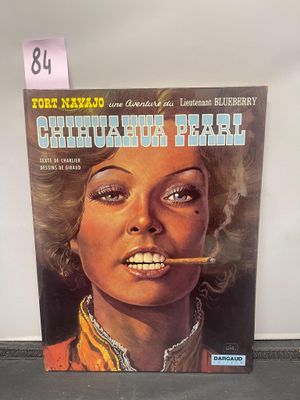 84
FORT NAVAJO une Aventure du Lieutenant BLUEBERRY
CHIHUAHUA PEARL
TEXTE DE CHARLIER
DESSINS DE GIRAUD
DARGAUD